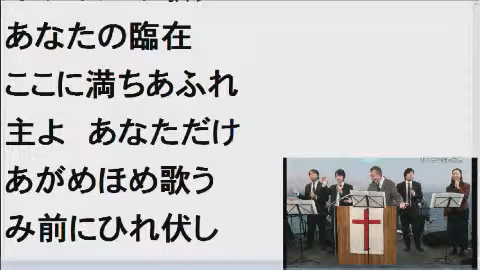 あなたの臨在
ここに満ちあふれ
主よ　あなただけ
あがめほめ歌う
み前にひれ伏し